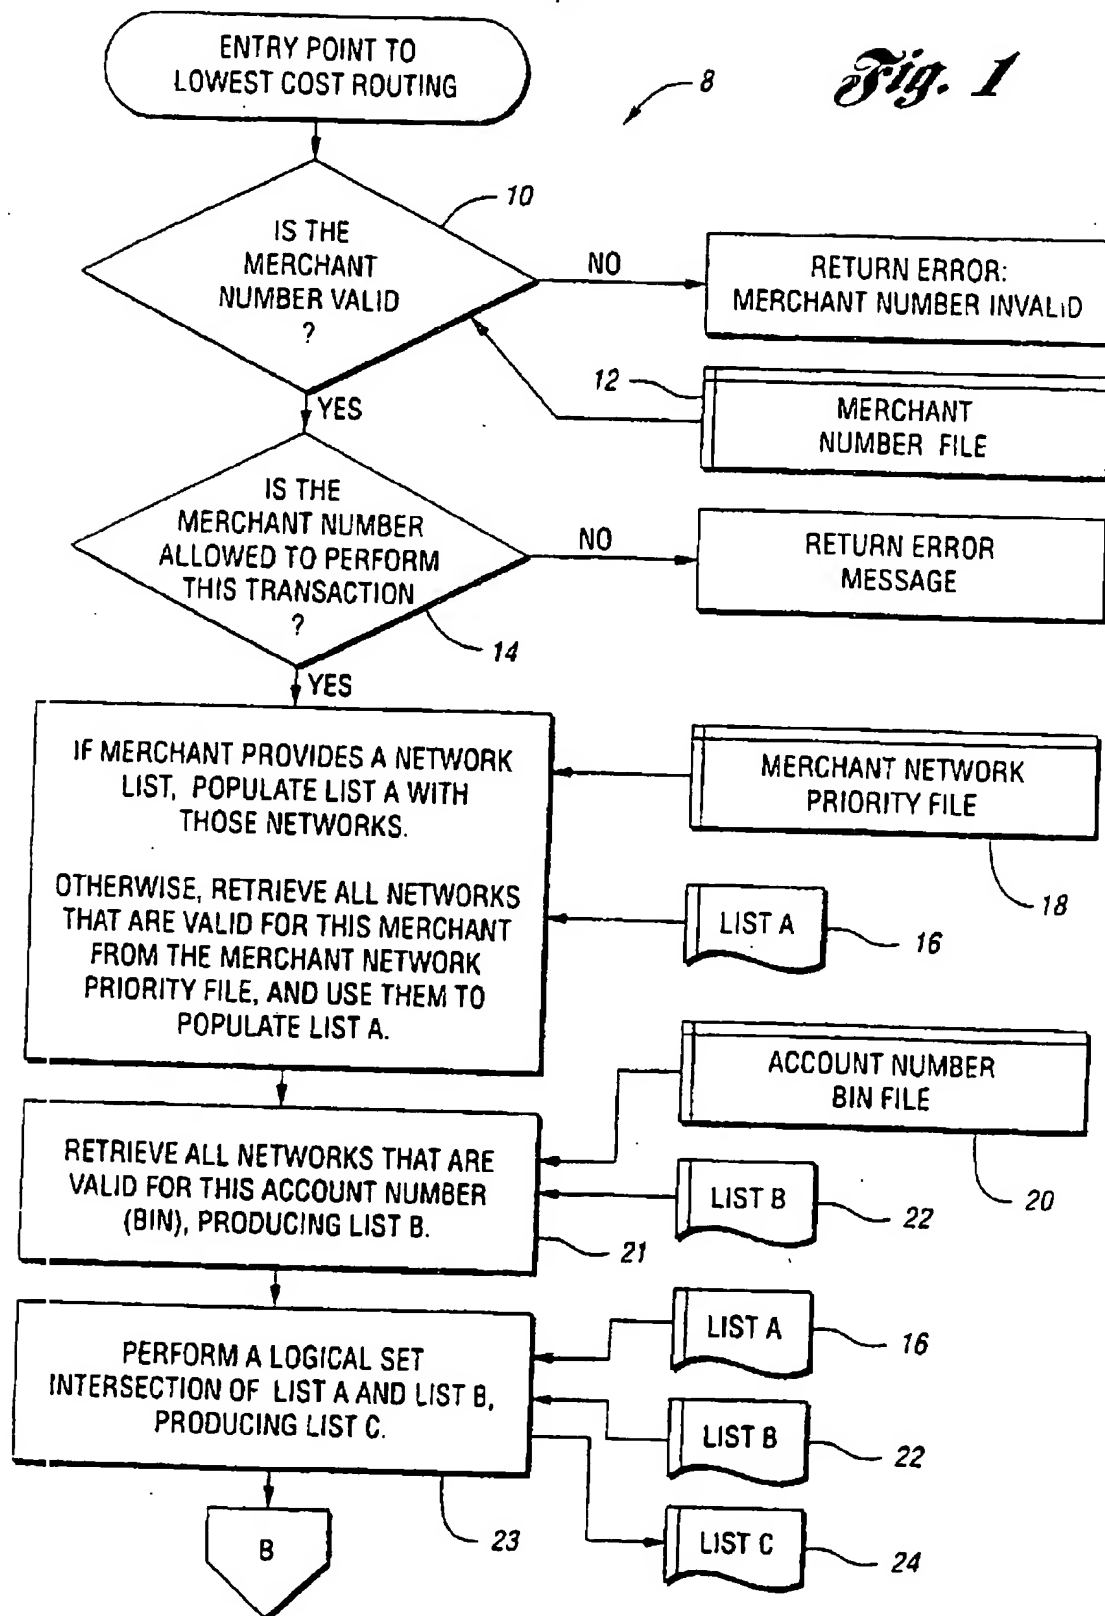 ENTRY POINT TO
LOWEST COST ROUTING
8
Fig. 1
10
IS THE
MERCHANT
NUMBER VALID
?
NO
RETURN ERROR:
MERCHANT NUMBER INVALID
12
MERCHANT
NUMBER FILE
YES
IS THE
MERCHANT NUMBER
ALLOWED TO PERFORM
THIS TRANSACTION
?
NO
RETURN ERROR
MESSAGE
14
YES
IF MERCHANT PROVIDES A NETWORK
LIST, POPULATE LIST A WITH
THOSE NETWORKS.
OTHERWISE, RETRIEVE ALL NETWORKS
THAT ARE VALID FOR THIS MERCHANT
FROM THE MERCHANT NETWORK
PRIORITY FILE, AND USE THEM TO
POPULATE LIST A.
MERCHANT NETWORK
PRIORITY FILE
18
LIST A
16
ACCOUNT NUMBER
BIN FILE
20
RETRIEVE ALL NETWORKS THAT ARE
VALID FOR THIS ACCOUNT NUMBER
(BIN), PRODUCING LIST B.
21
LIST B
22
PERFORM A LOGICAL SET
INTERSECTION OF LIST A AND LIST B,
PRODUCING LIST C.
23
LIST A
16
LIST B
22
LIST C
24
B